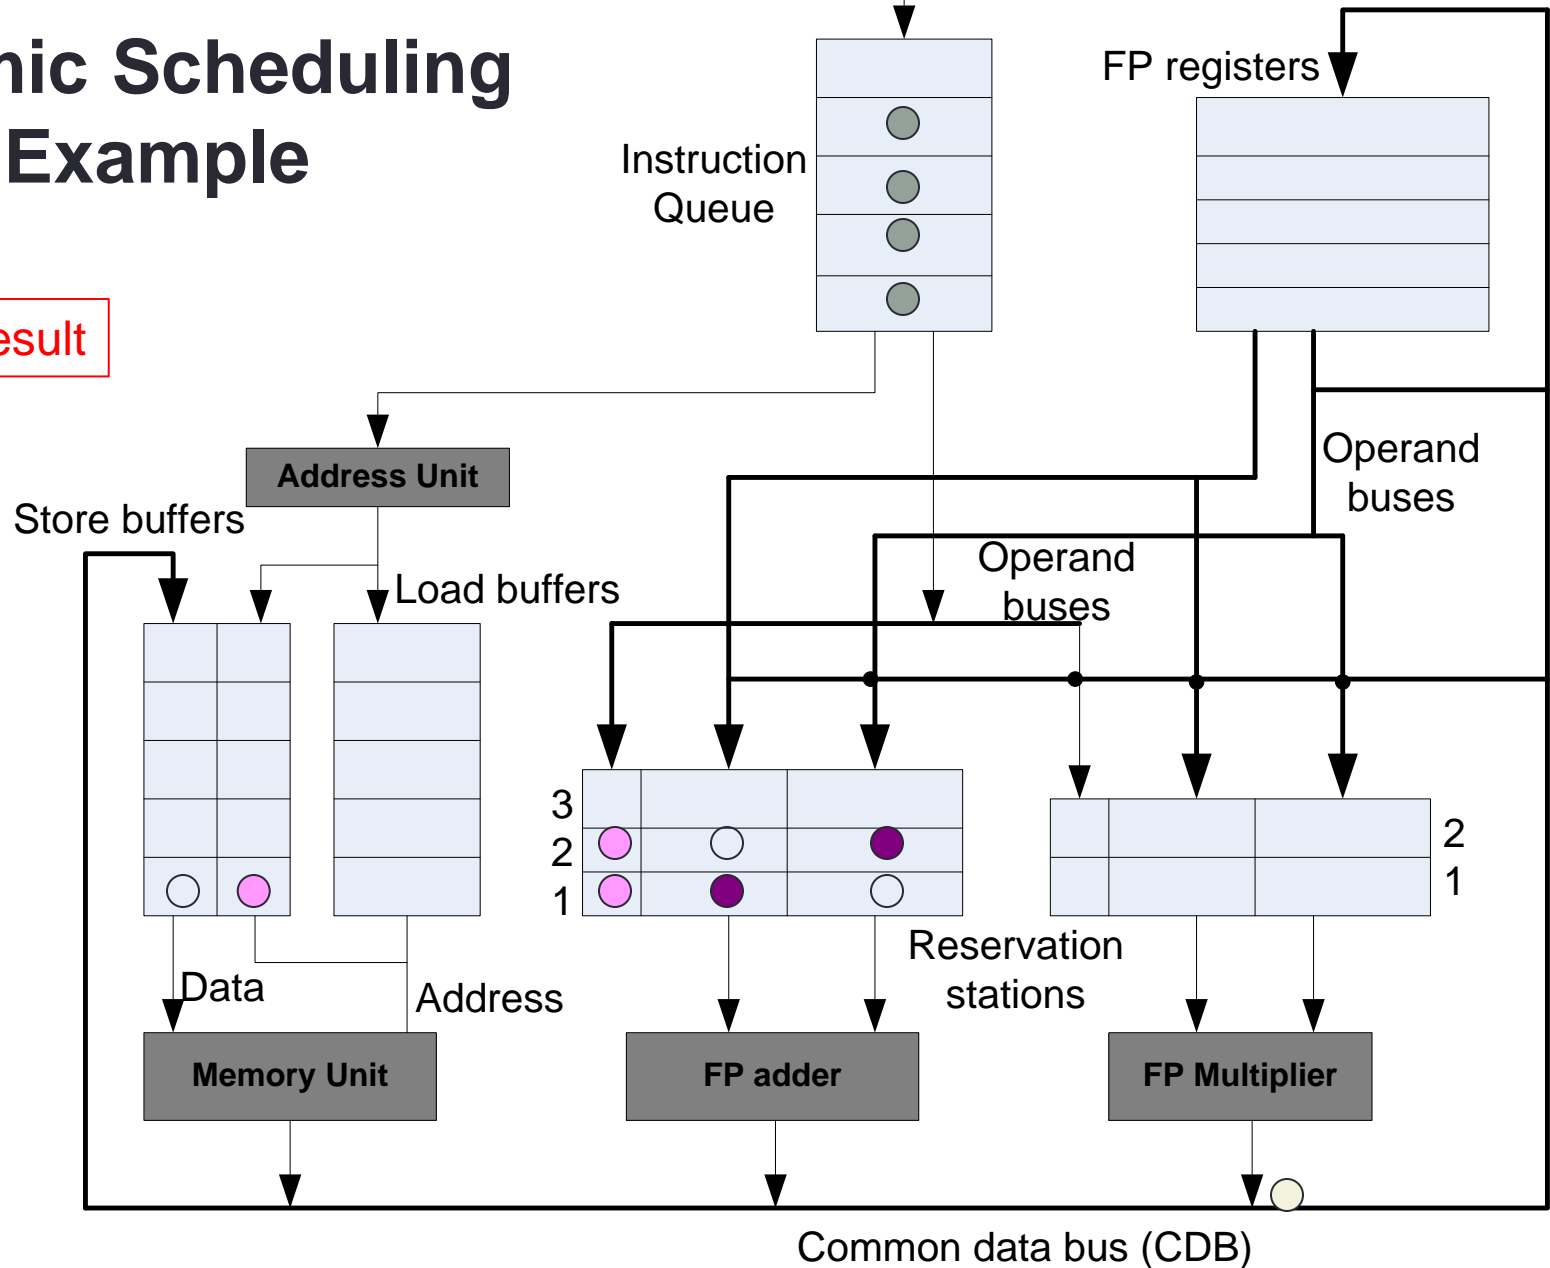 nic Scheduling
Example
esult
FP registers
Instruction
Queue
Operand
buses
Address Unit
Store buffers
Operand
buses
Load buffers
3
2
1
2
1
Reservation
stations
Data
Address
Memory Unit
FP adder
FP Multiplier
Common data bus (CDB)